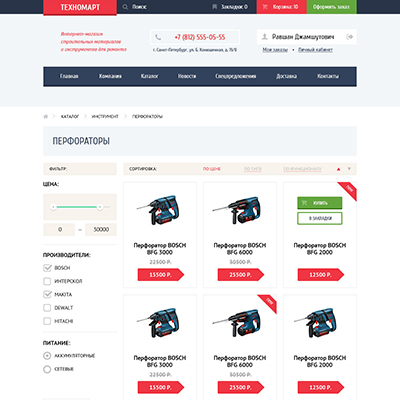 ТЕХНОМАРТ
Поиск:
Закладки: 0
Корзина: 10
Оформить заказ
Интернет-магазин
строительных материалов
и инструментов для ремонта
+7 (812) 555-05-55
г. Санкт-Петербург, ул. Б. Конюшенная, д. 19/8
Равшан Джамшутович
Мои заказы
Личный кабинет
Главная
Компания
Каталог
Новости
Спецпредложения
Доставка
Контакты
КАТАЛОГ
ИНСТРУМЕНТ
ПЕРФОРАТОРЫ
ПЕРФОРАТОРЫ
ФИЛЬТР:
СОРТИРОВКА:
ПО ЦЕНЕ
ПО ТИПУ
ПО ФУНКЦИОНАЛУ
ЦЕНА:
0 – 30000
ПРОИЗВОДИТЕЛИ:
BOSCH
ИНТЕРСКОЛ
MAKITA
DEWALT
HITACHI
ПИТАНИЕ:
АККУМУЛЯТОРНЫЕ
СЕТЕВЫЕ
Перфоратор BOSCH
BFG 3000
22500 Р.
15500 Р.
Перфоратор BOSCH
BFG 6000
30500 Р.
25500 Р.
КУПИТЬ
В ЗАКЛАДКИ
Перфоратор BOSCH
BFG 2000
12500 Р.
Перфоратор BOSCH
BFG 3000
22500 Р.
15500 Р.
Перфоратор BOSCH
BFG 6000
30500 Р.
25500 Р.
Перфоратор BOSCH
BFG 2000
12500 Р.